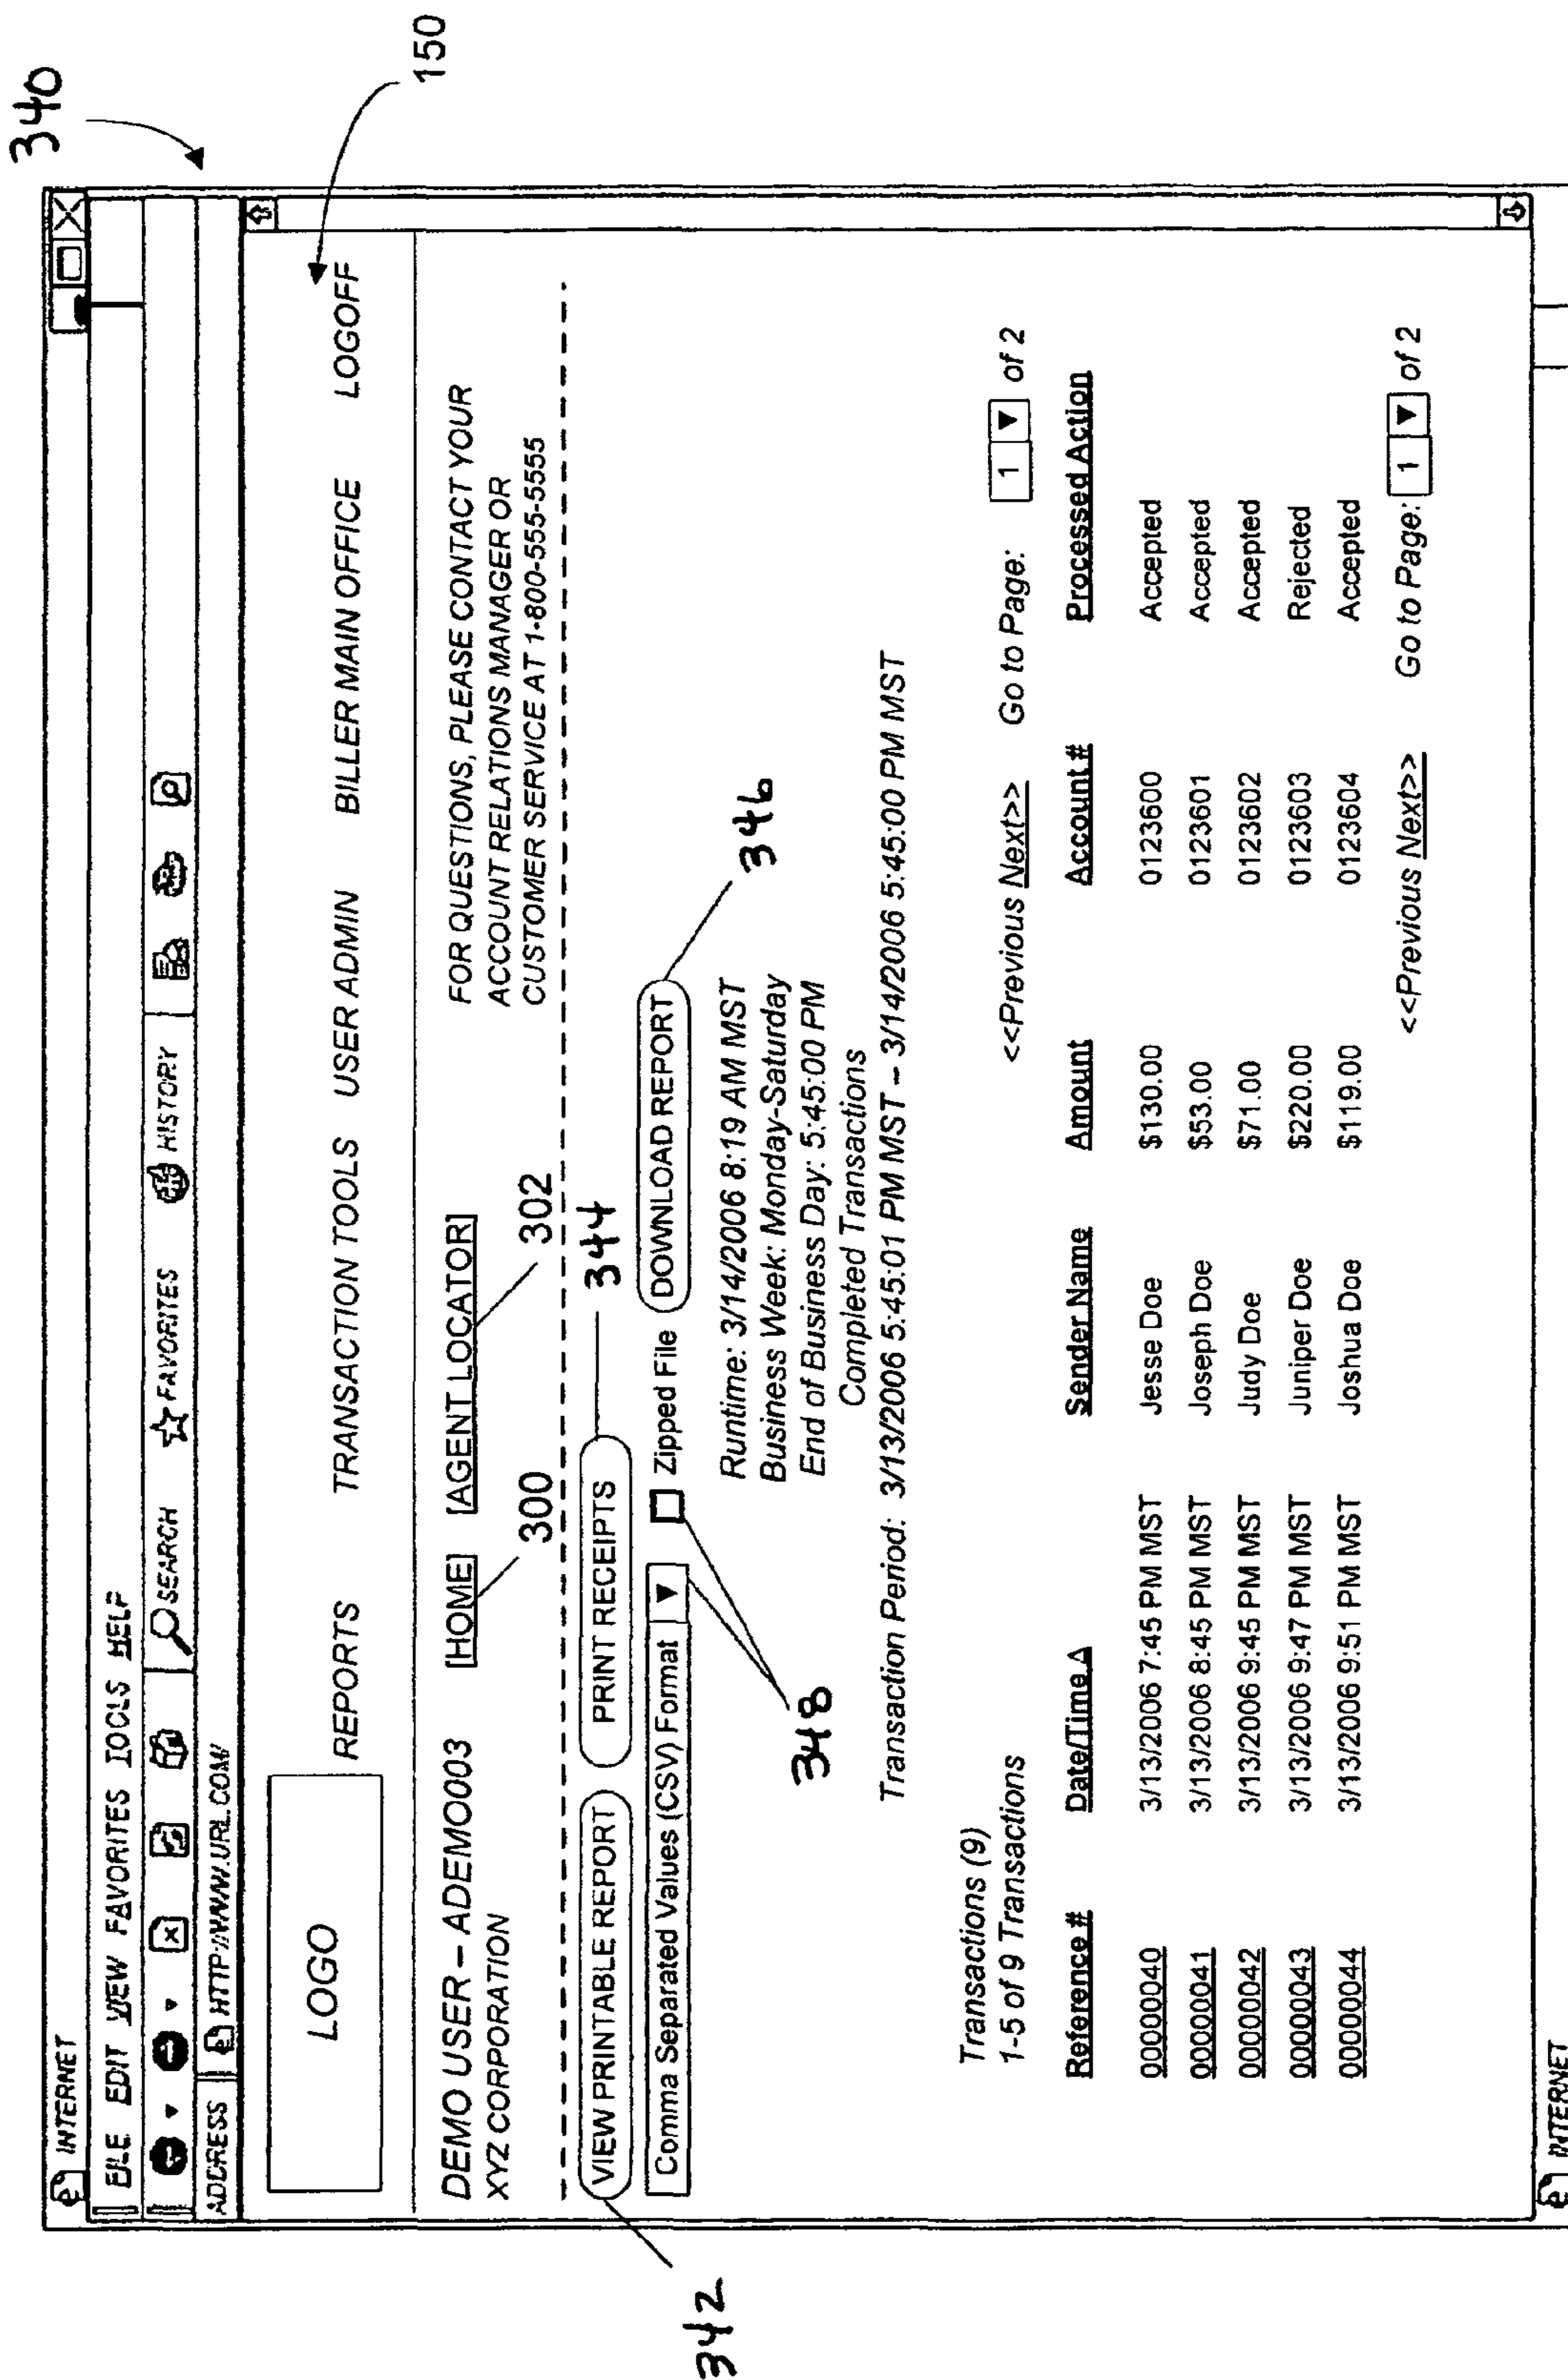 340
INTERNET
FILE EDIT VIEW FAVORITES TOOLS HELP
SEARCH FAVORITES HISTORY
ADDRESS HTTP://WWW.URL.COM/
150
LOGO
REPORTS TRANSACTION TOOLS USER ADMIN BILLER MAIN OFFICE LOGOFF
DEMO USER – ADEMO003 [HOME] [AGENT LOCATOR] FOR QUESTIONS, PLEASE CONTACT YOUR
XYZ CORPORATION ACCOUNT RELATIONS MANAGER OR
300 302 CUSTOMER SERVICE AT 1-800-555-5555
342 VIEW PRINTABLE REPORT PRINT RECEIPTS 344
Comma Separated Values (CSV) Format ▼ Zipped File DOWNLOAD REPORT
346
348
Runtime: 3/14/2006 8:19 AM MST
Business Week: Monday-Saturday
End of Business Day: 5:45:00 PM
Completed Transactions
Transaction Period: 3/13/2006 5:45:01 PM MST – 3/14/2006 5:45:00 PM MST
Transactions (9)
1-5 of 9 Transactions <<Previous Next>> Go to Page: 1 ▼ of 2
Reference # Date/Time Δ Sender Name Amount Account # Processed Action
00000040 3/13/2006 7:45 PM MST Jesse Doe $130.00 0123600 Accepted
00000041 3/13/2006 8:45 PM MST Joseph Doe $53.00 0123601 Accepted
00000042 3/13/2006 9:45 PM MST Judy Doe $71.00 0123602 Accepted
00000043 3/13/2006 9:47 PM MST Juniper Doe $220.00 0123603 Rejected
00000044 3/13/2006 9:51 PM MST Joshua Doe $119.00 0123604 Accepted
<<Previous Next>> Go to Page: 1 ▼ of 2
INTERNET